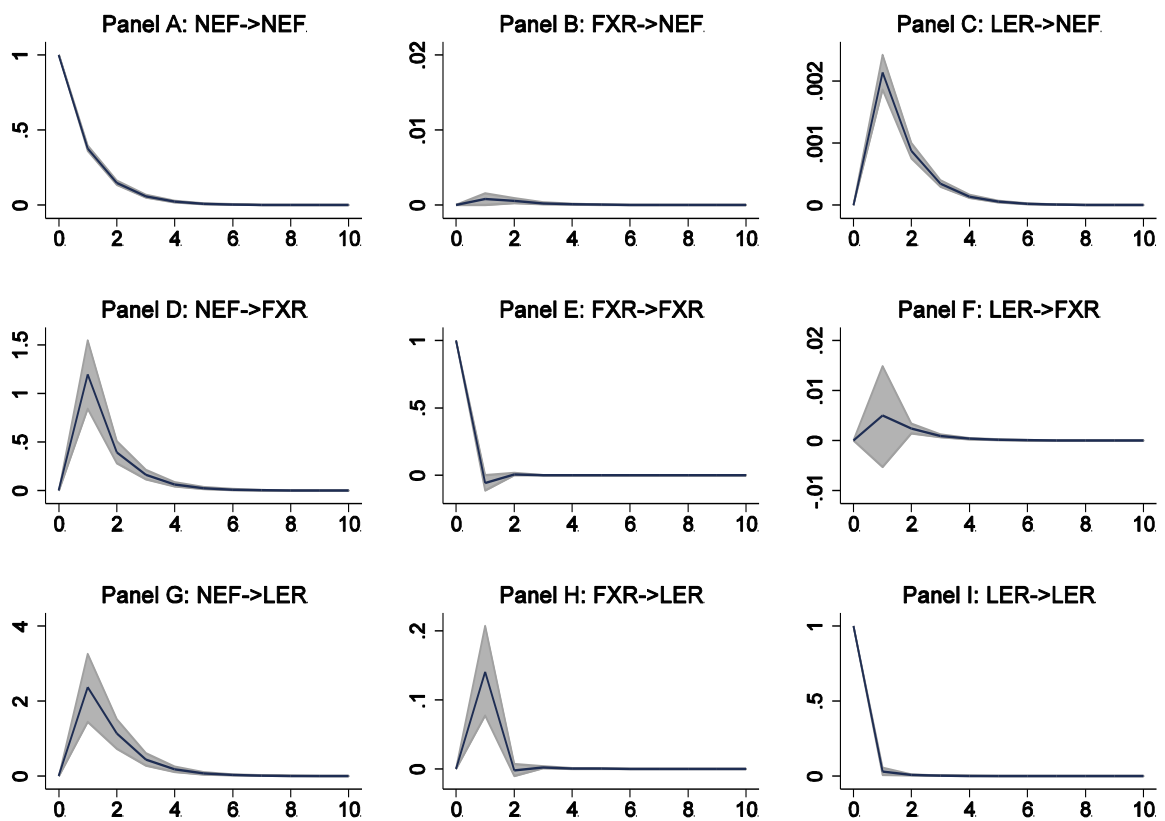 Panel A: NEF->NEF.
1
.5
0
0. 2. 4. 6. 8. 10.
Panel B: FXR->NEF.
.02
.01
0
0. 2. 4. 6. 8. 10.
Panel C: LER->NEF.
.002
.001
0
0. 2. 4. 6. 8. 10.
Panel D: NEF->FXR.
1.5
1
.5
0
0. 2. 4. 6. 8. 10.
Panel E: FXR->FXR.
1
.5
0
0. 2. 4. 6. 8. 10.
Panel F: LER->FXR.
.02
.01
0
-.01
0. 2. 4. 6. 8. 10.
Panel G: NEF->LER.
4
2
0
0. 2. 4. 6. 8. 10.
Panel H: FXR->LER.
.2
.1
0
0. 2. 4. 6. 8. 10.
Panel I: LER->LER.
1
.5
0
0. 2. 4. 6. 8. 10.